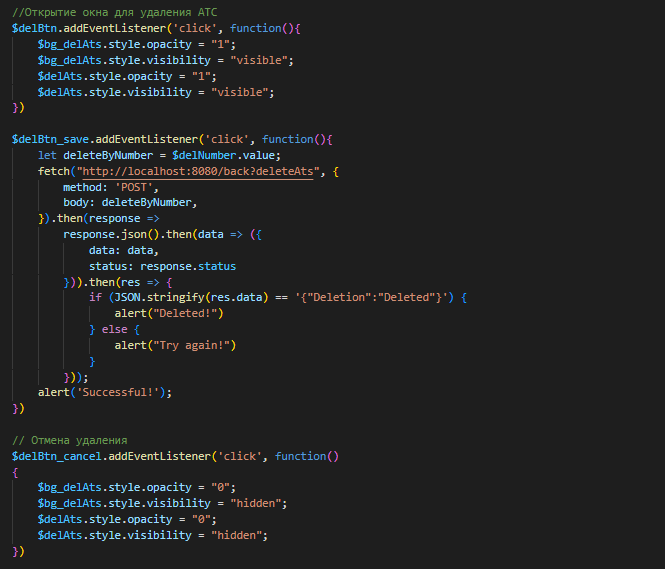 //Открытие окна для удаления АТС
$delBtn.addEventListener('click', function(){
    $bg_delAts.style.opacity = "1";
    $bg_delAts.style.visibility = "visible";
    $delAts.style.opacity = "1";
    $delAts.style.visibility = "visible";
})

$delBtn_save.addEventListener('click', function(){
    let deleteByNumber = $delNumber.value;
    fetch("http://localhost:8080/back?deleteAts", {
        method: 'POST',
        body: deleteByNumber,
    }).then(response =>
        response.json().then(data => ({
            data: data,
            status: response.status
        })).then(res => {
            if (JSON.stringify(res.data) == '{"Deletion":"Deleted"}') {
                alert("Deleted!")
            } else {
                alert("Try again!")
            }
        }));
    alert('Successful!');
})

// Отмена удаления
$delBtn_cancel.addEventListener('click', function()
{
    $bg_delAts.style.opacity = "0";
    $bg_delAts.style.visibility = "hidden";
    $delAts.style.opacity = "0";
    $delAts.style.visibility = "hidden";
})